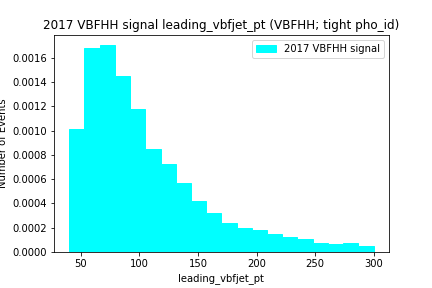 2017 VBFHH signal leading_vbfjet_pt (VBFHH; tight pho_id)
2017 VBFHH signal
0.0016
0.0014
0.0012
0.0010
0.0008
0.0006
0.0004
0.0002
0.0000
Number of Events
50 100 150 200 250 300
leading_vbfjet_pt